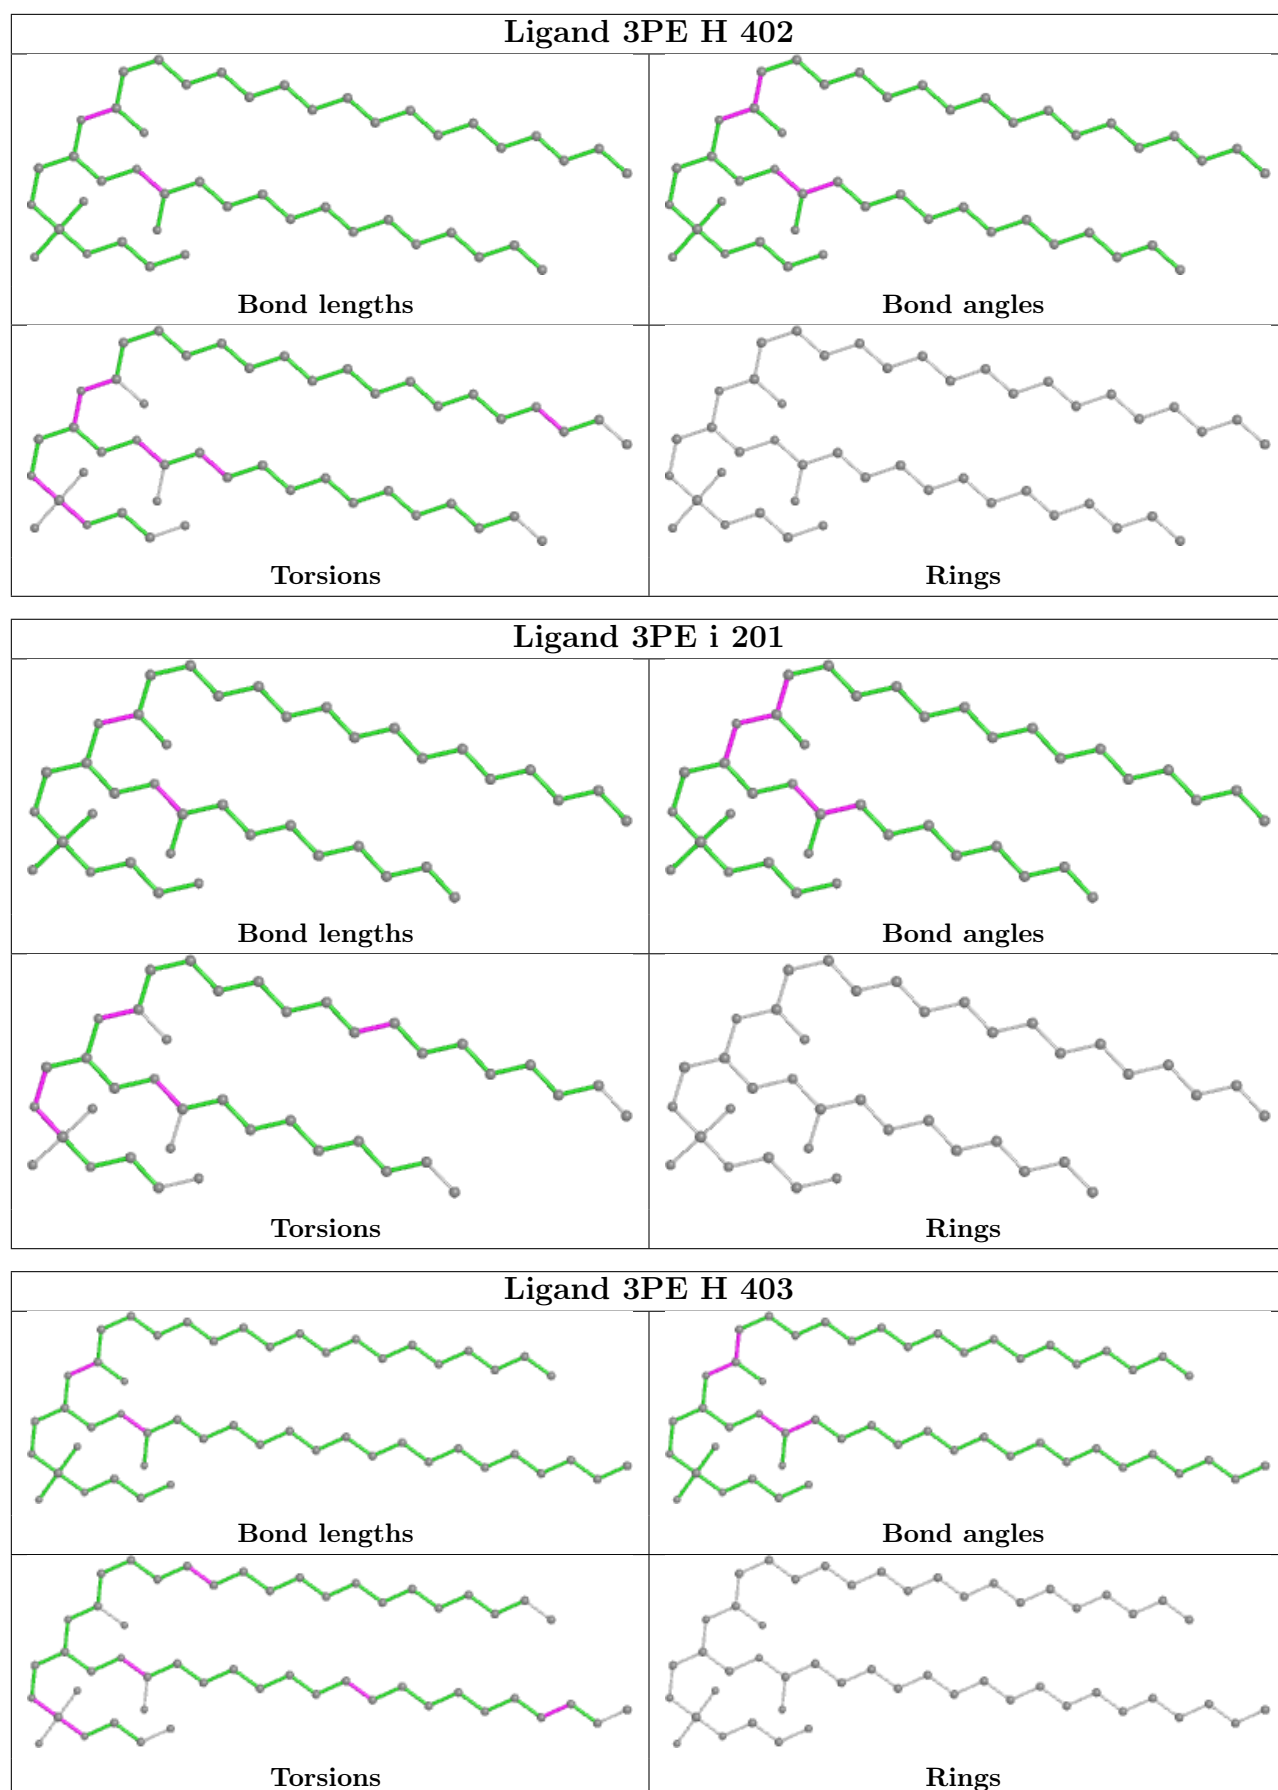 Ligand 3PE H 402
Bond lengths
Bond angles
Torsions
Rings
Ligand 3PE i 201
Bond lengths
Bond angles
Torsions
Rings
Ligand 3PE H 403
Bond lengths
Bond angles
Torsions
Rings